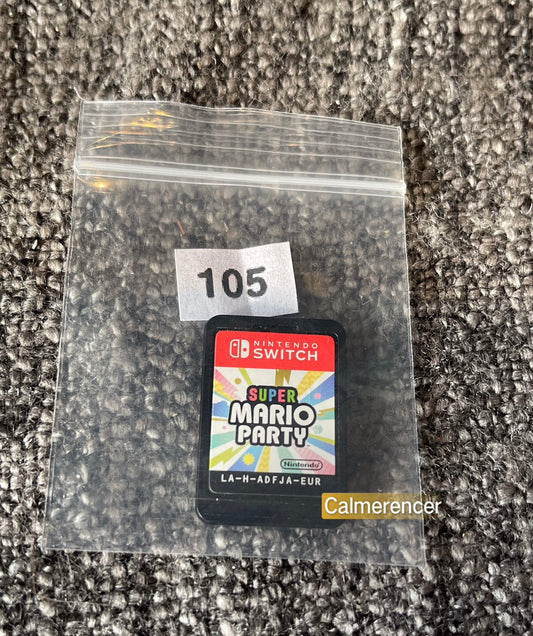 105
NINTENDO
SWITCH
SUPER
MARIO
PARTY
Nintendo
LA-H-ADFJA-EUR
Calmerencer